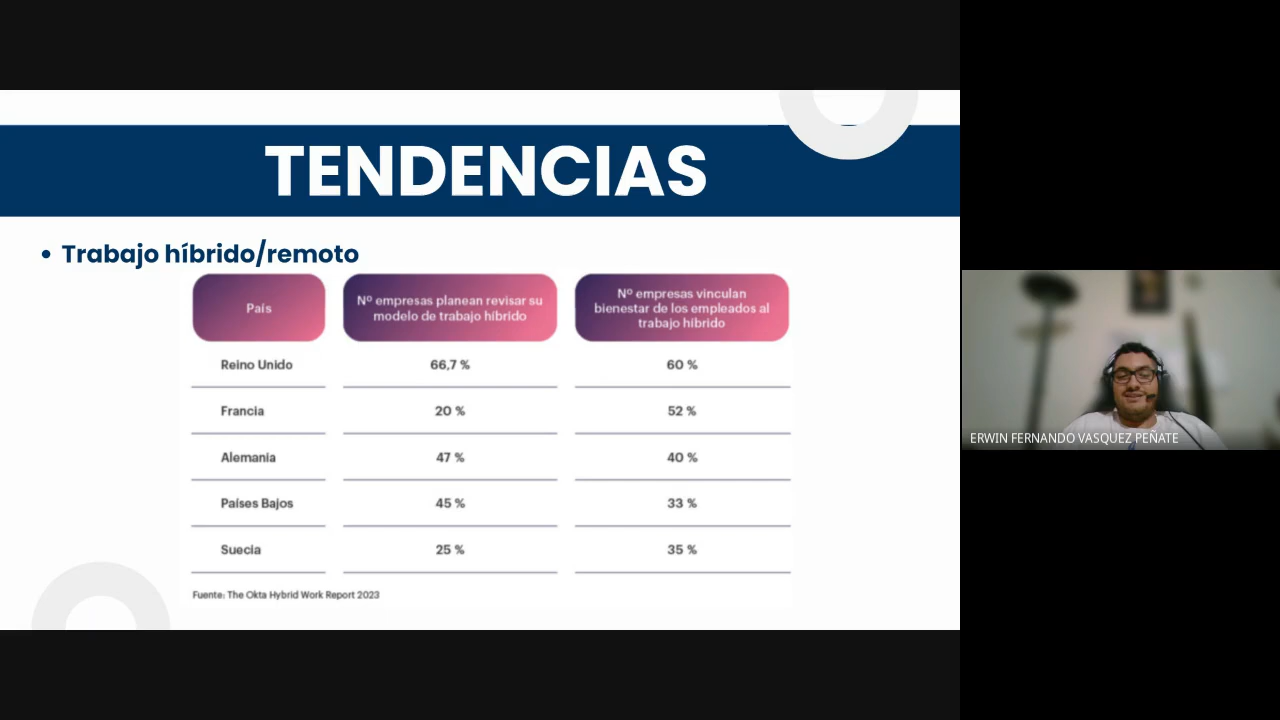 TENDENCIAS
• Trabajo híbrido/remoto
País
Nº empresas planean revisar su
modelo de trabajo híbrido
Nº empresas vinculan
bienestar de los empleados al
trabajo híbrido
Reino Unido 66,7 % 60 %
Francia 20 % 52 %
Alemania 47 % 40 %
Países Bajos 45 % 33 %
Suecia 25 % 35 %
Fuente: The Okta Hybrid Work Report 2023
ERWIN FERNANDO VASQUEZ PEÑATE